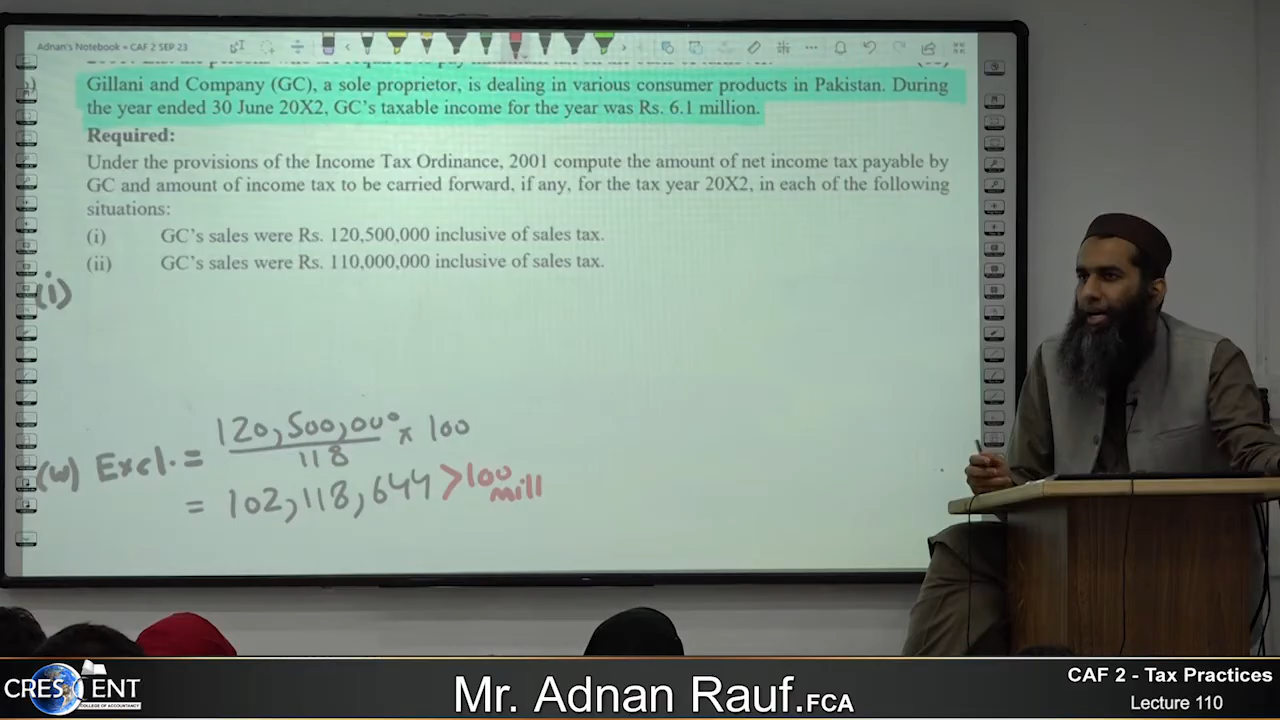 Adnan's Notebook » CAF 2 SEP 23
Gillani and Company (GC), a sole proprietor, is dealing in various consumer products in Pakistan. During
the year ended 30 June 20X2, GC's taxable income for the year was Rs. 6.1 million.
Required:
Under the provisions of the Income Tax Ordinance, 2001 compute the amount of net income tax payable by
GC and amount of income tax to be carried forward, if any, for the tax year 20X2, in each of the following
situations:
(i) GC's sales were Rs. 120,500,000 inclusive of sales tax.
(ii) GC's sales were Rs. 110,000,000 inclusive of sales tax.
(i)
(w) Excl. = 120,500,000 x 100
118
= 102,118,644 >100
mill
CRESCENT
COLLEGE OF ACCOUNTANCY
Mr. Adnan Rauf.FCA
CAF 2 - Tax Practices
Lecture 110